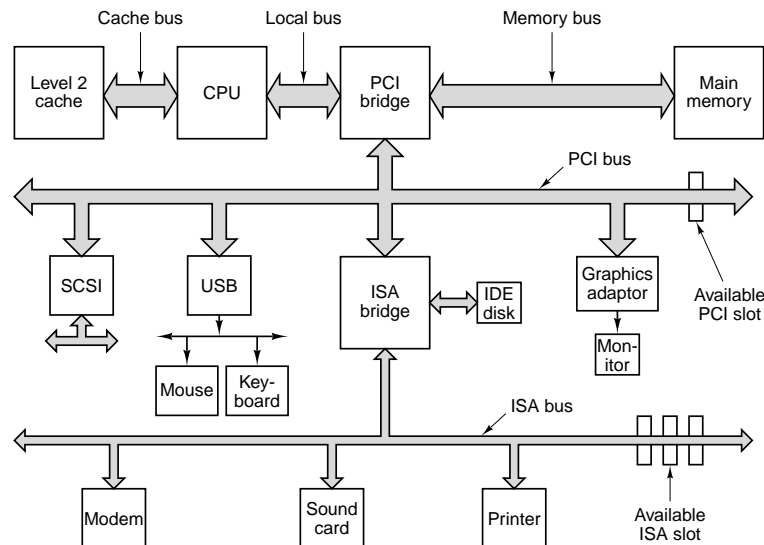 Cache bus
Local bus
Memory bus
Level 2
cache
CPU
PCI
bridge
Main
memory
PCI bus
SCSI
USB
ISA
bridge
IDE
disk
Graphics
adaptor
Available
PCI slot
Mon-
itor
Mouse
Key-
board
ISA bus
Modem
Sound
card
Printer
Available
ISA slot